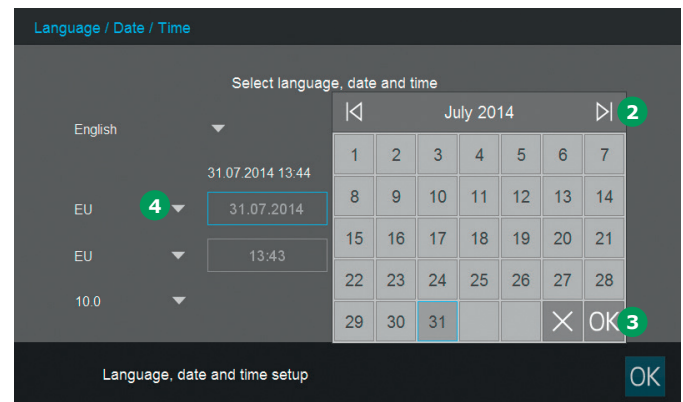 Language / Date / Time
Select language, date and time
July 2014
2
English
1 2 3 4 5 6 7
31.07.2014 13:44
EU
4
31.07.2014
8 9 10 11 12 13 14
15 16 17 18 19 20 21
EU
13:43
22 23 24 25 26 27 28
10.0
29 30 31 OK
3
Language, date and time setup
OK